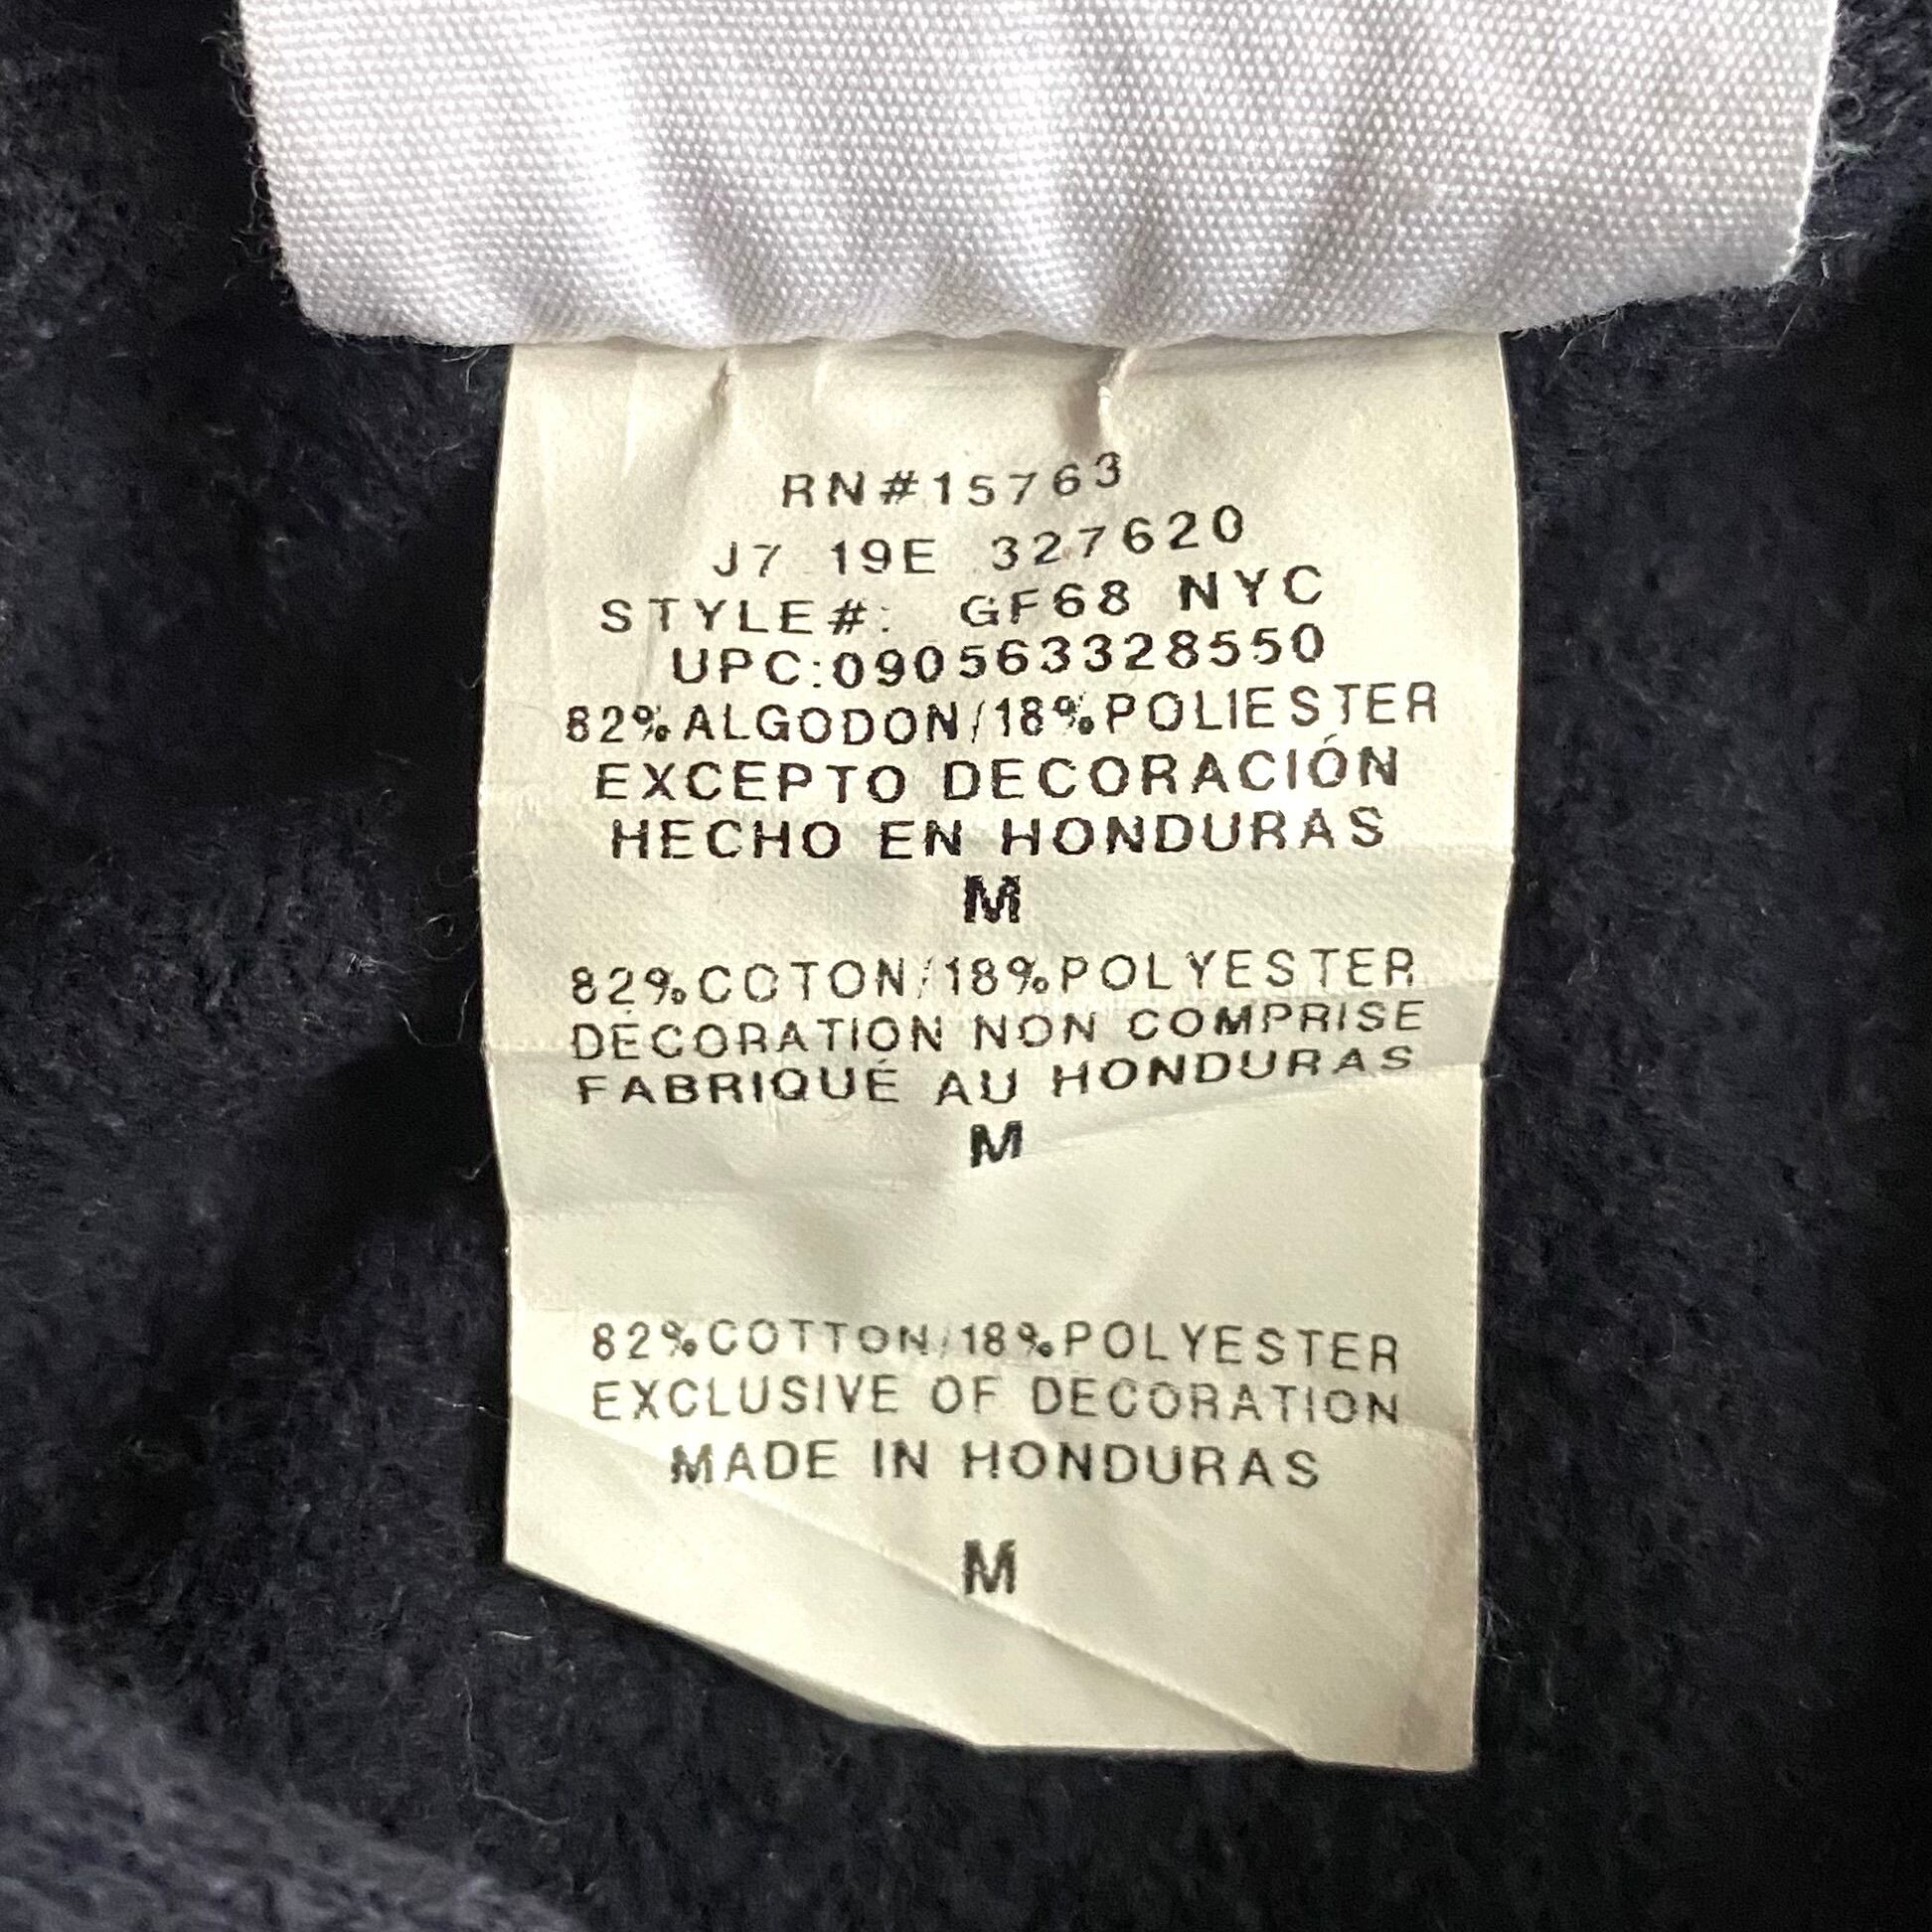 RN#15763
J7 19E 327620
STYLE#: GF68 NYC
UPC:090563328550
82%ALGODON/18%POLIESTER
EXCEPTO DECORACIÓN
HECHO EN HONDURAS
M
82%COTON/18%POLYESTER
DÉCORATION NON COMPRISE
FABRIQUÉ AU HONDURAS
M
82%COTTON/18%POLYESTER
EXCLUSIVE OF DECORATION
MADE IN HONDURAS
M